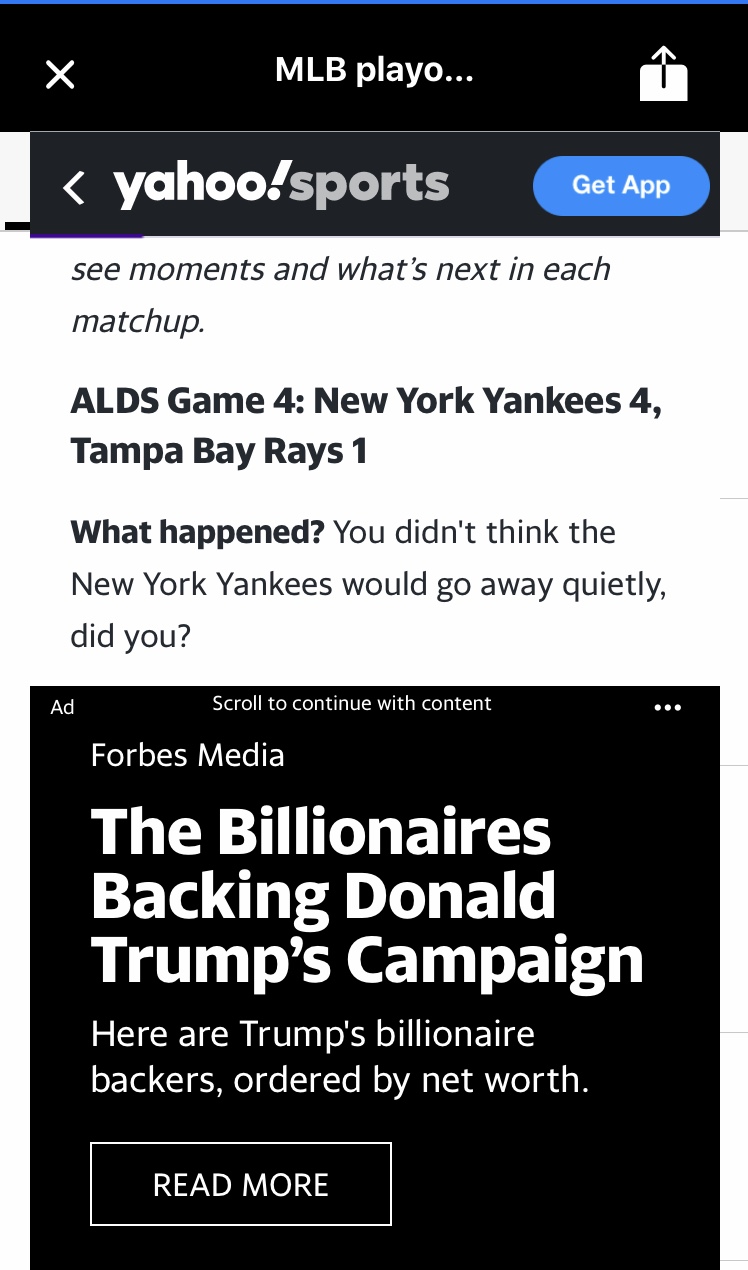 MLB playo...
yahoo!sports
Get App
see moments and what's next in each
matchup.
ALDS Game 4: New York Yankees 4,
Tampa Bay Rays 1
What happened? You didn't think the
New York Yankees would go away quietly,
did you?
Ad
Scroll to continue with content
Forbes Media
The Billionaires
Backing Donald
Trump’s Campaign
Here are Trump's billionaire
backers, ordered by net worth.
READ MORE